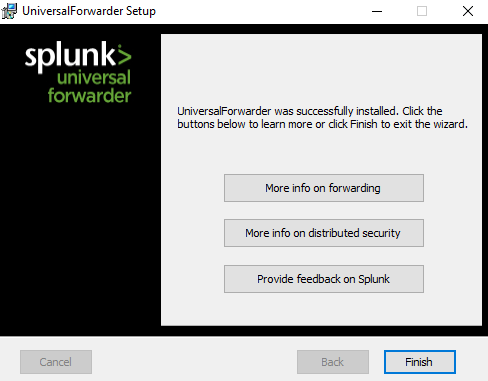 UniversalForwarder Setup
splunk>
universal
forwarder
UniversalForwarder was successfully installed. Click the
buttons below to learn more or click Finish to exit the wizard.
More info on forwarding
More info on distributed security
Provide feedback on Splunk
Cancel
Back
Finish